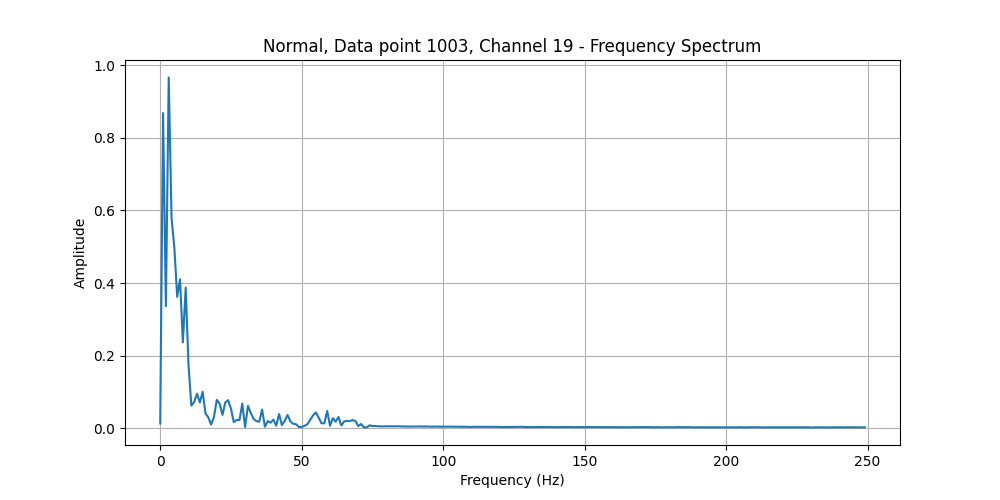 Normal, Data point 1003, Channel 19 - Frequency Spectrum
1.0
0.8
0.6
0.4
0.2
0.0
Amplitude
0 50 100 150 200 250
Frequency (Hz)